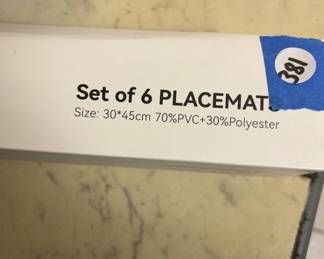 Set of 6 PLACEMATS
Size: 30*45cm 70%PVC+30%Polyester
381